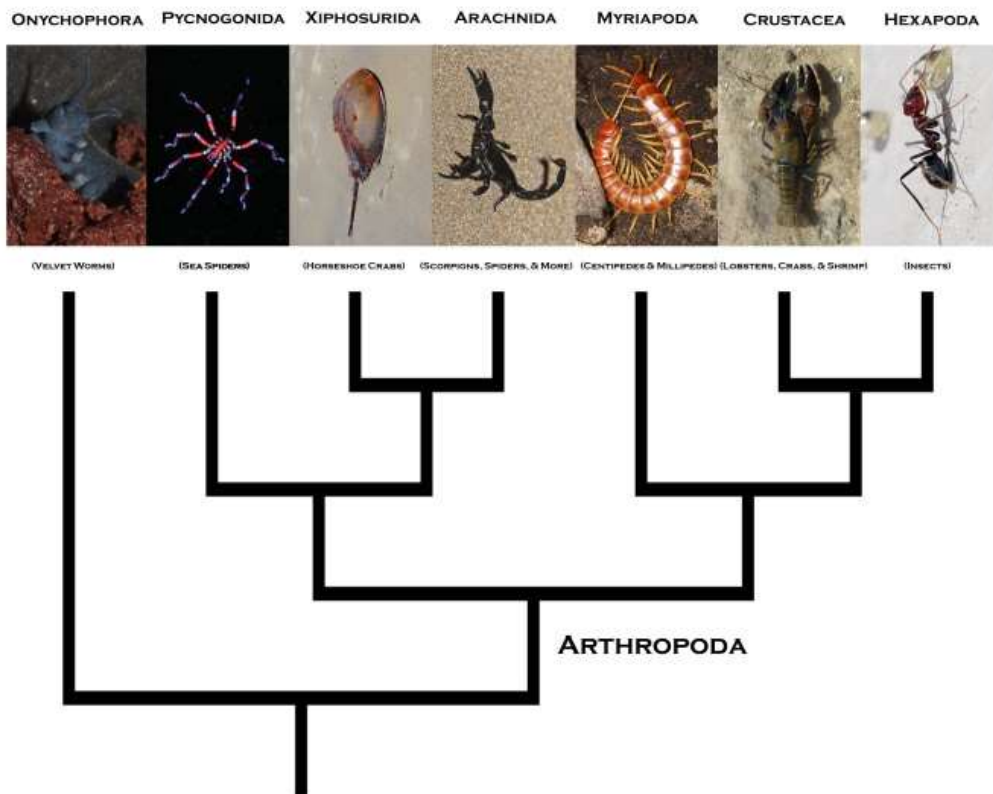 Onychophora Pycnogonida Xiphosurida Arachnida Myriapoda Crustacea Hexapoda
(Velvet Worms) (Sea Spiders) (Horseshoe Crabs) (Scorpions, Spiders, & More) (Centipedes & Millipedes) (Lobsters, Crabs, & Shrimp) (Insects)
Arthropoda